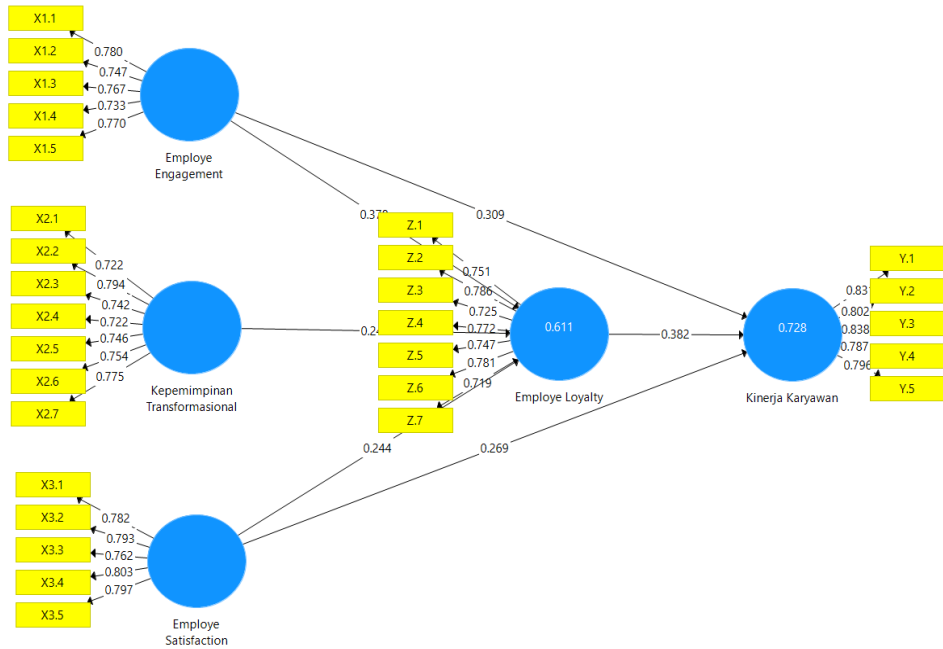 X1.1
X1.2
X1.3
X1.4
X1.5
0.780
0.747
0.767
0.733
0.770
Employe
Engagement
X2.1
X2.2
X2.3
X2.4
X2.5
X2.6
X2.7
0.722
0.794
0.742
0.722
0.746
0.754
0.775
Kepemimpinan
Transformasional
X3.1
X3.2
X3.3
X3.4
X3.5
0.782
0.793
0.762
0.803
0.797
Employe
Satisfaction
0.309
0.244
0.269
Z.1
Z.2
Z.3
Z.4
Z.5
Z.6
Z.7
0.751
0.786
0.725
0.772
0.747
0.781
0.719
0.611
Employe Loyalty
0.382
0.728
Kinerja Karyawan
0.802
0.838
0.787
Y.1
Y.2
Y.3
Y.4
Y.5